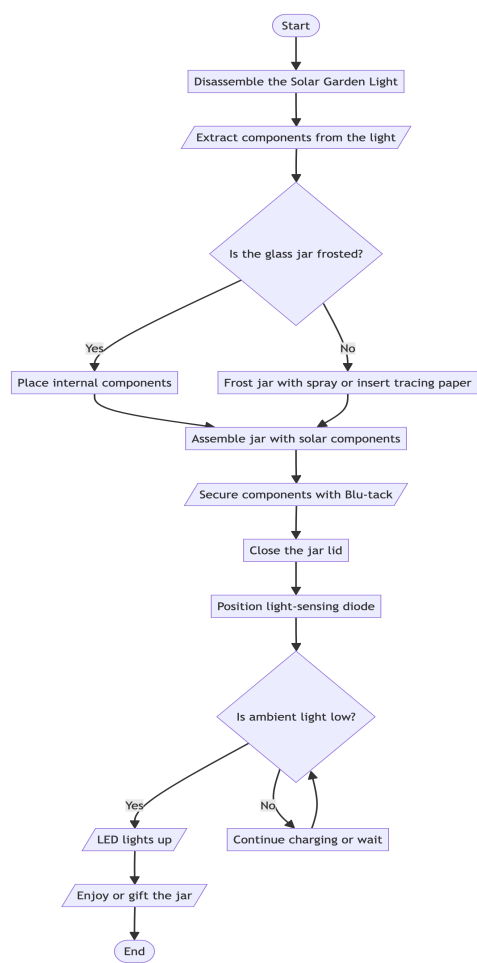 Start
Disassemble the Solar Garden Light
Extract components from the light
Is the glass jar frosted?
Yes
No
Place internal components
Frost jar with spray or insert tracing paper
Assemble jar with solar components
Secure components with Blu-tack
Close the jar lid
Position light-sensing diode
Is ambient light low?
Yes
No
LED lights up
Continue charging or wait
Enjoy or gift the jar
End